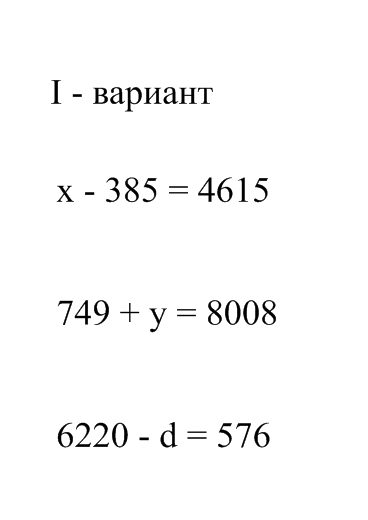 I - вариант
x - 385 = 4615
749 + y = 8008
6220 - d = 576